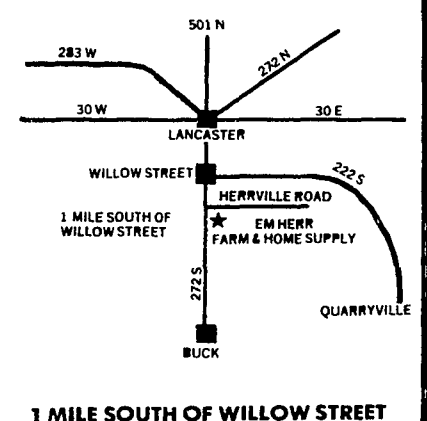 501 N
283 W
272 N
30 W
30 E
LANCASTER
WILLOW STREET
222 S
HERRVILLE ROAD
1 MILE SOUTH OF
WILLOW STREET
EM HERR
FARM & HOME SUPPLY
272 S
QUARRYVILLE
BUCK
1 MILE SOUTH OF WILLOW STREET